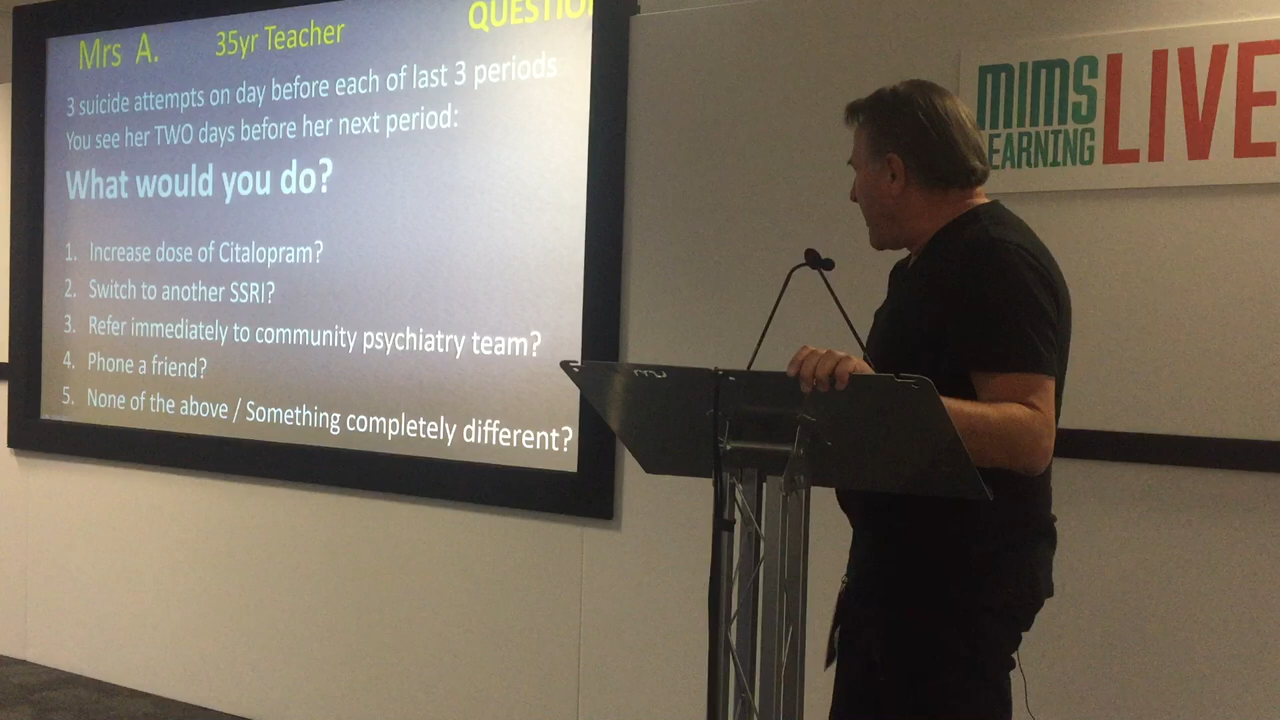 Mrs A. 35yr Teacher QUESTIO
3 suicide attempts on day before each of last 3 periods
You see her TWO days before her next period:
What would you do?
1. Increase dose of Citalopram?
2. Switch to another SSRI?
3. Refer immediately to community psychiatry team?
4. Phone a friend?
5. None of the above / Something completely different?
MIMS
LEARNING
LIVE